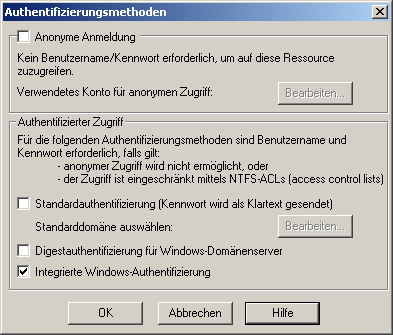 Authentifizierungsmethoden
Anonyme Anmeldung
Kein Benutzername/Kennwort erforderlich, um auf diese Ressource
zuzugreifen.
Verwendetes Konto für anonymen Zugriff:
Bearbeiten...
Authentifizierter Zugriff
Für die folgenden Authentifizierungsmethoden sind Benutzername und
Kennwort erforderlich, falls gilt:
- anonymer Zugriff wird nicht ermöglicht, oder
- der Zugriff ist eingeschränkt mittels NTFS-ACLs (access control lists)
Standardauthentifizierung (Kennwort wird als Klartext gesendet)
Standarddomäne auswählen:
Bearbeiten...
Digestauthentifizierung für Windows-Domänenserver
Integrierte Windows-Authentifizierung
OK
Abbrechen
Hilfe